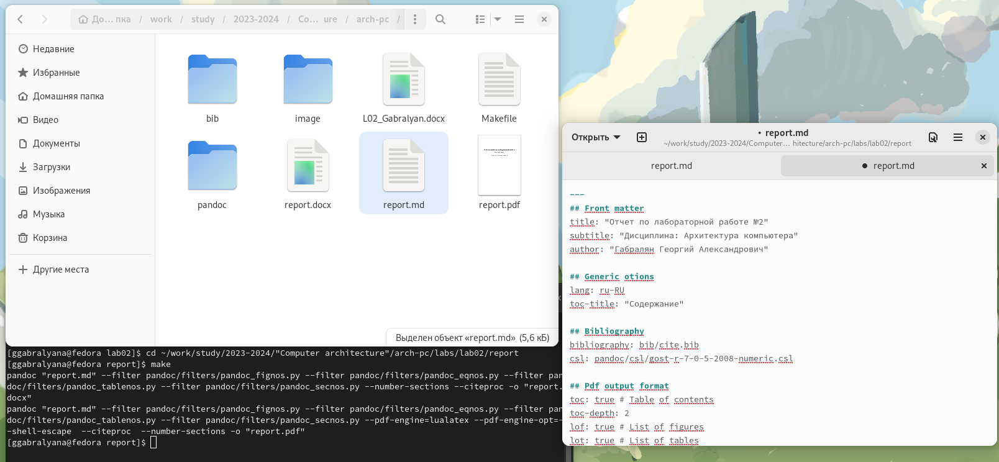 До… пка / work / study / 2023-2024 / Co… ure / arch-pc /
Недавние
Избранные
Домашняя папка
Видео
Документы
Загрузки
Изображения
Музыка
Корзина
Другие места
bib
image
L02_Gabralyan.docx
Makefile
pandoc
report.docx
report.md
report.pdf
Выделен объект «report.md» (5,6 кБ)
[ggabralyana@fedora lab02]$ cd ~/work/study/2023-2024/"Computer architecture"/arch-pc/labs/lab02/report
[ggabralyana@fedora report]$ make
pandoc "report.md" --filter pandoc/filters/pandoc_fignos.py --filter pandoc/filters/pandoc_eqnos.py --filter pan
doc/filters/pandoc_tablenos.py --filter pandoc/filters/pandoc_secnos.py --number-sections --citeproc -o "report.
docx"
pandoc "report.md" --filter pandoc/filters/pandoc_fignos.py --filter pandoc/filters/pandoc_eqnos.py --filter pan
doc/filters/pandoc_tablenos.py --filter pandoc/filters/pandoc_secnos.py --pdf-engine=lualatex --pdf-engine-opt=-
-shell-escape  --citeproc  --number-sections -o "report.pdf"
[ggabralyana@fedora report]$
Открыть
• report.md
~/work/study/2023-2024/Computer… hitecture/arch-pc/labs/lab02/report
report.md
● report.md
---
## Front matter
title: "Отчет по лабораторной работе №2"
subtitle: "Дисциплина: Архитектура компьютера"
author: "Габралян Георгий Александрович"
## Generic otions
lang: ru-RU
toc-title: "Содержание"
## Bibliography
bibliography: bib/cite.bib
csl: pandoc/csl/gost-r-7-0-5-2008-numeric.csl
## Pdf output format
toc: true # Table of contents
toc-depth: 2
lof: true # List of figures
lot: true # List of tables